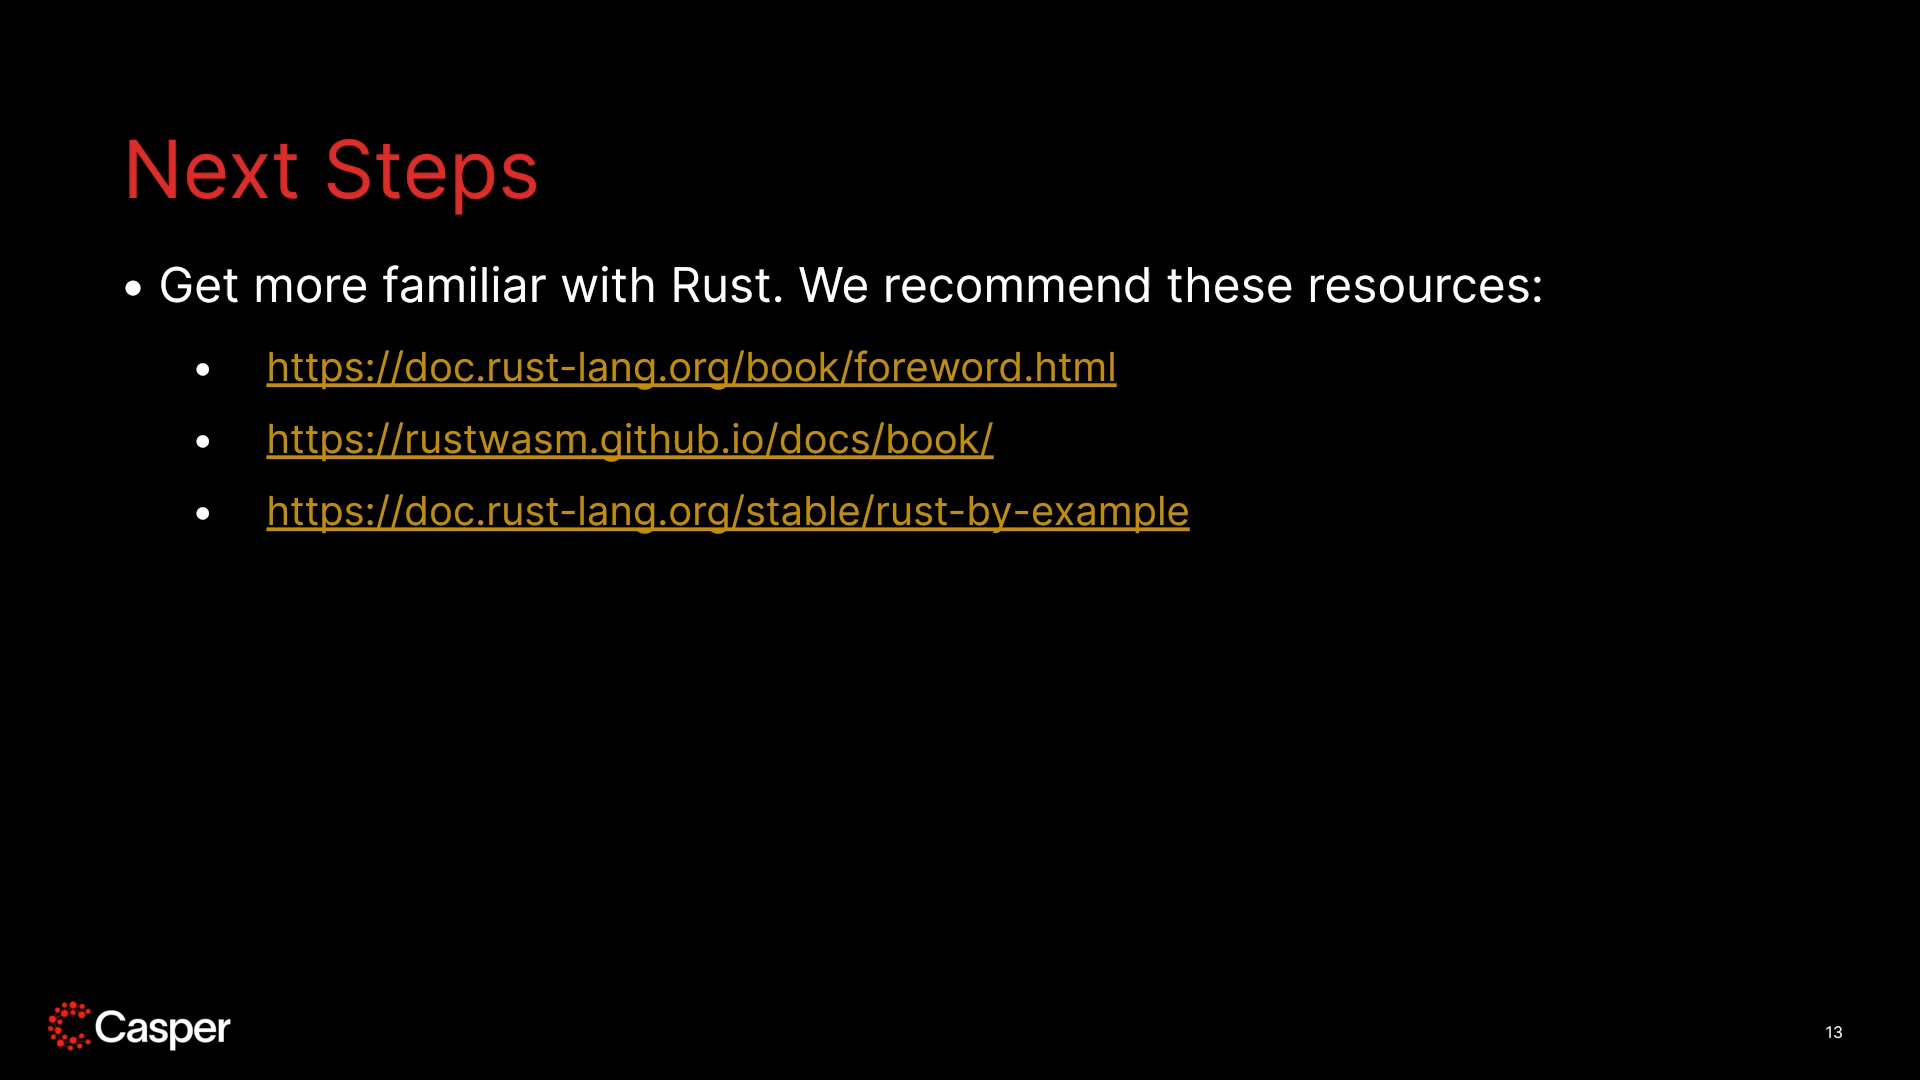 Next Steps
• Get more familiar with Rust. We recommend these resources:
• https://doc.rust-lang.org/book/foreword.html
• https://rustwasm.github.io/docs/book/
• https://doc.rust-lang.org/stable/rust-by-example
Casper
13